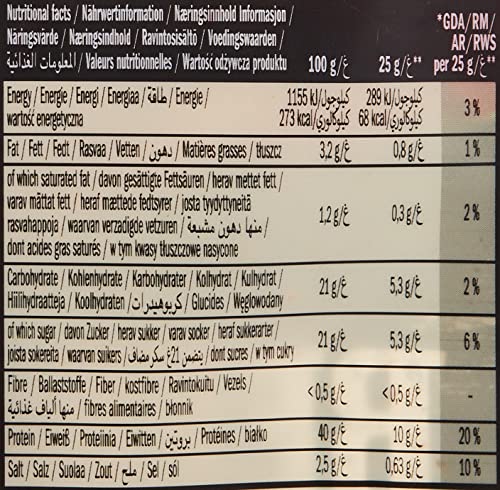 Nutritional facts / Nährwertinformation / Næringsinnhold Informasjon /
Näringsvärde / Næringsindhold / Ravintosisältö / Voedingswaarden /
المعلومات الغذائية / Valeurs nutritionnelles / Wartość odżywcza produktu
100 g/غ
25 g/غ**
*GDA/RM/
AR/RWS
per 25 g/غ**
Energy / Energie / Energi / Energiaa / طاقة / Energie /
wartość energetyczna
1155 kJ/كيلوجول
273 kcal/كيلوكالوري
289 kJ/كيلوجول
68 kcal/كيلوكالوري
3 %
Fat / Fett / Fedt / Rasvaa / Vetten / دهون / Matières grasses / tłuszcz
3,2 g/غ
0,8 g/غ
1 %
of which saturated fat / davon gesättigte Fettsäuren / herav mettet fett /
varav mättat fett / heraf mættede fedtsyrer / josta tyydyttyneitä
rasvahappoja / waarvan verzadigde vetzuren / منها دهون مشبعة /
dont acides gras saturés / w tym kwasy tłuszczowe nasycone
1,2 g/غ
0,3 g/غ
2 %
Carbohydrate / Kohlenhydrate / Karbohydrater / Kolhydrat / Kulhydrat /
Hiilihydraatteja / Koolhydraten / كربوهيدرات / Glucides / Węglowodany
21 g/غ
5,3 g/غ
2 %
of which sugar / davon Zucker / herav sukker / varav socker / heraf sukkerarter /
joista sokereita / waarvan suikers / يتضمن 21غ سكر مضاف / dont sucres / w tym cukry
21 g/غ
5,3 g/غ
6 %
Fibre / Ballaststoffe / Fiber / kostfibre / Ravintokuitu / Vezels /
منها ألياف غذائية / fibres alimentaires / błonnik
<0,5 g/غ
<0,5 g/غ
-
Protein / Eiweiß / Proteiinia / Eiwitten / بروتين / Protéines / białko
40 g/غ
10 g/غ
20 %
Salt / Salz / Suolaa / Zout / ملح / Sel / sól
2,5 g/غ
0,63 g/غ
10 %